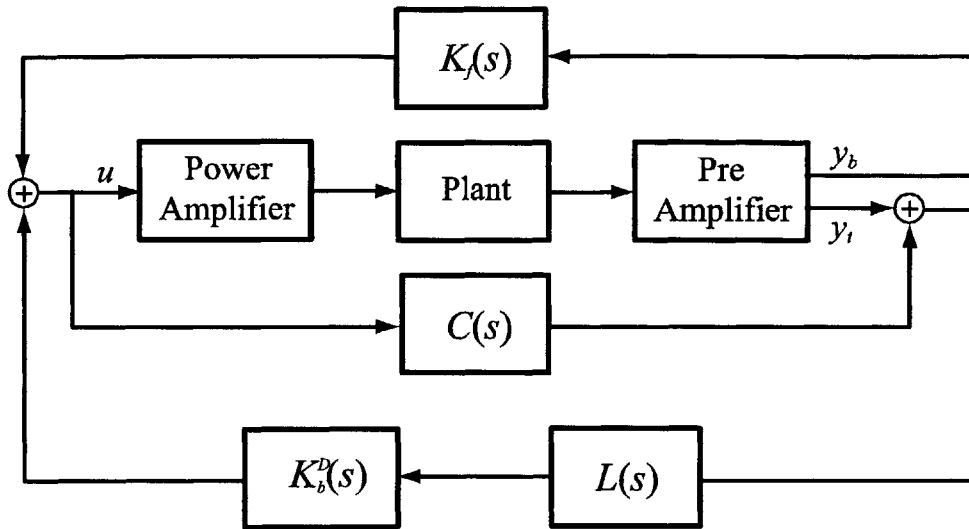 K_f(s)
u
Power
Amplifier
Plant
Pre
Amplifier
y_b
y_t
C(s)
K_b^D(s)
L(s)